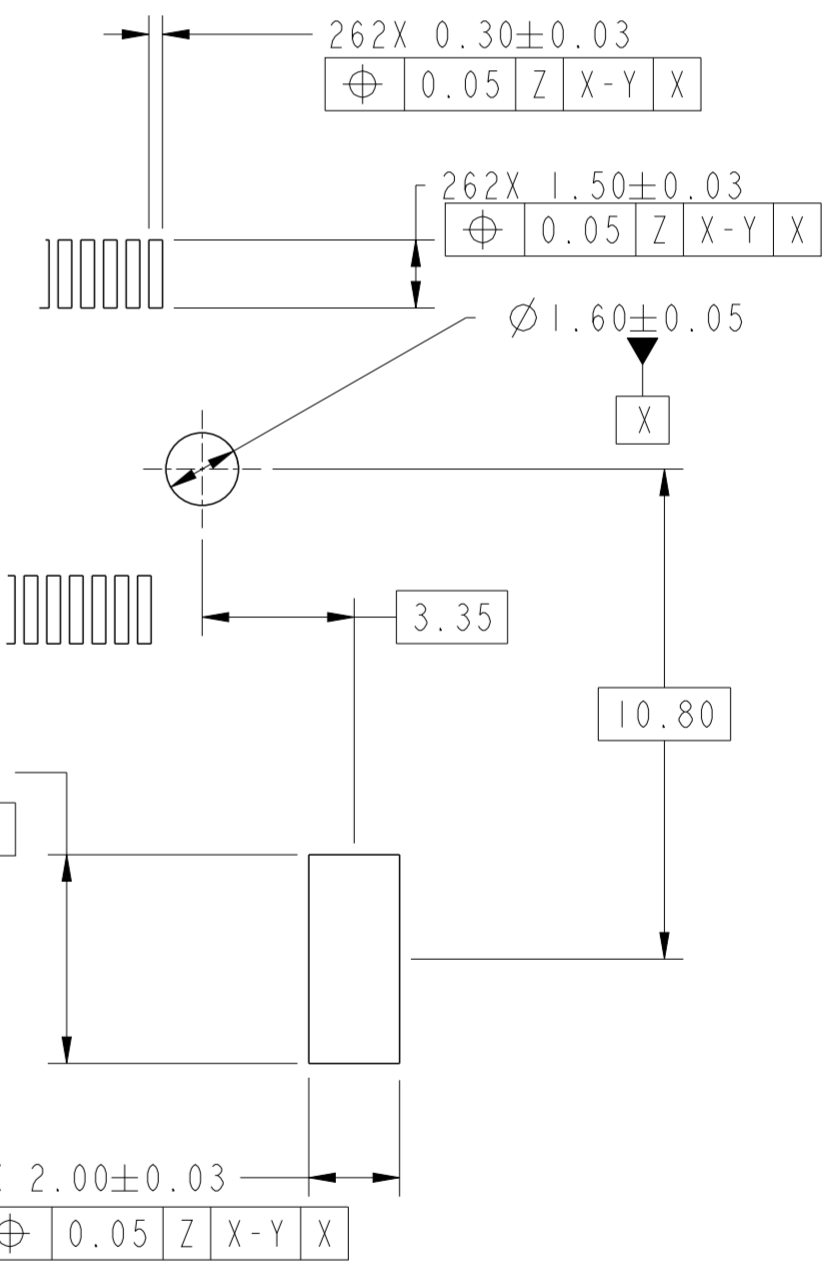 262X 0.30±0.03
⌖ 0.05 Z X-Y X
262X 1.50±0.03
⌖ 0.05 Z X-Y X
Ø1.60±0.05
X
3.35
10.80
2.00±0.03
⌖ 0.05 Z X-Y X